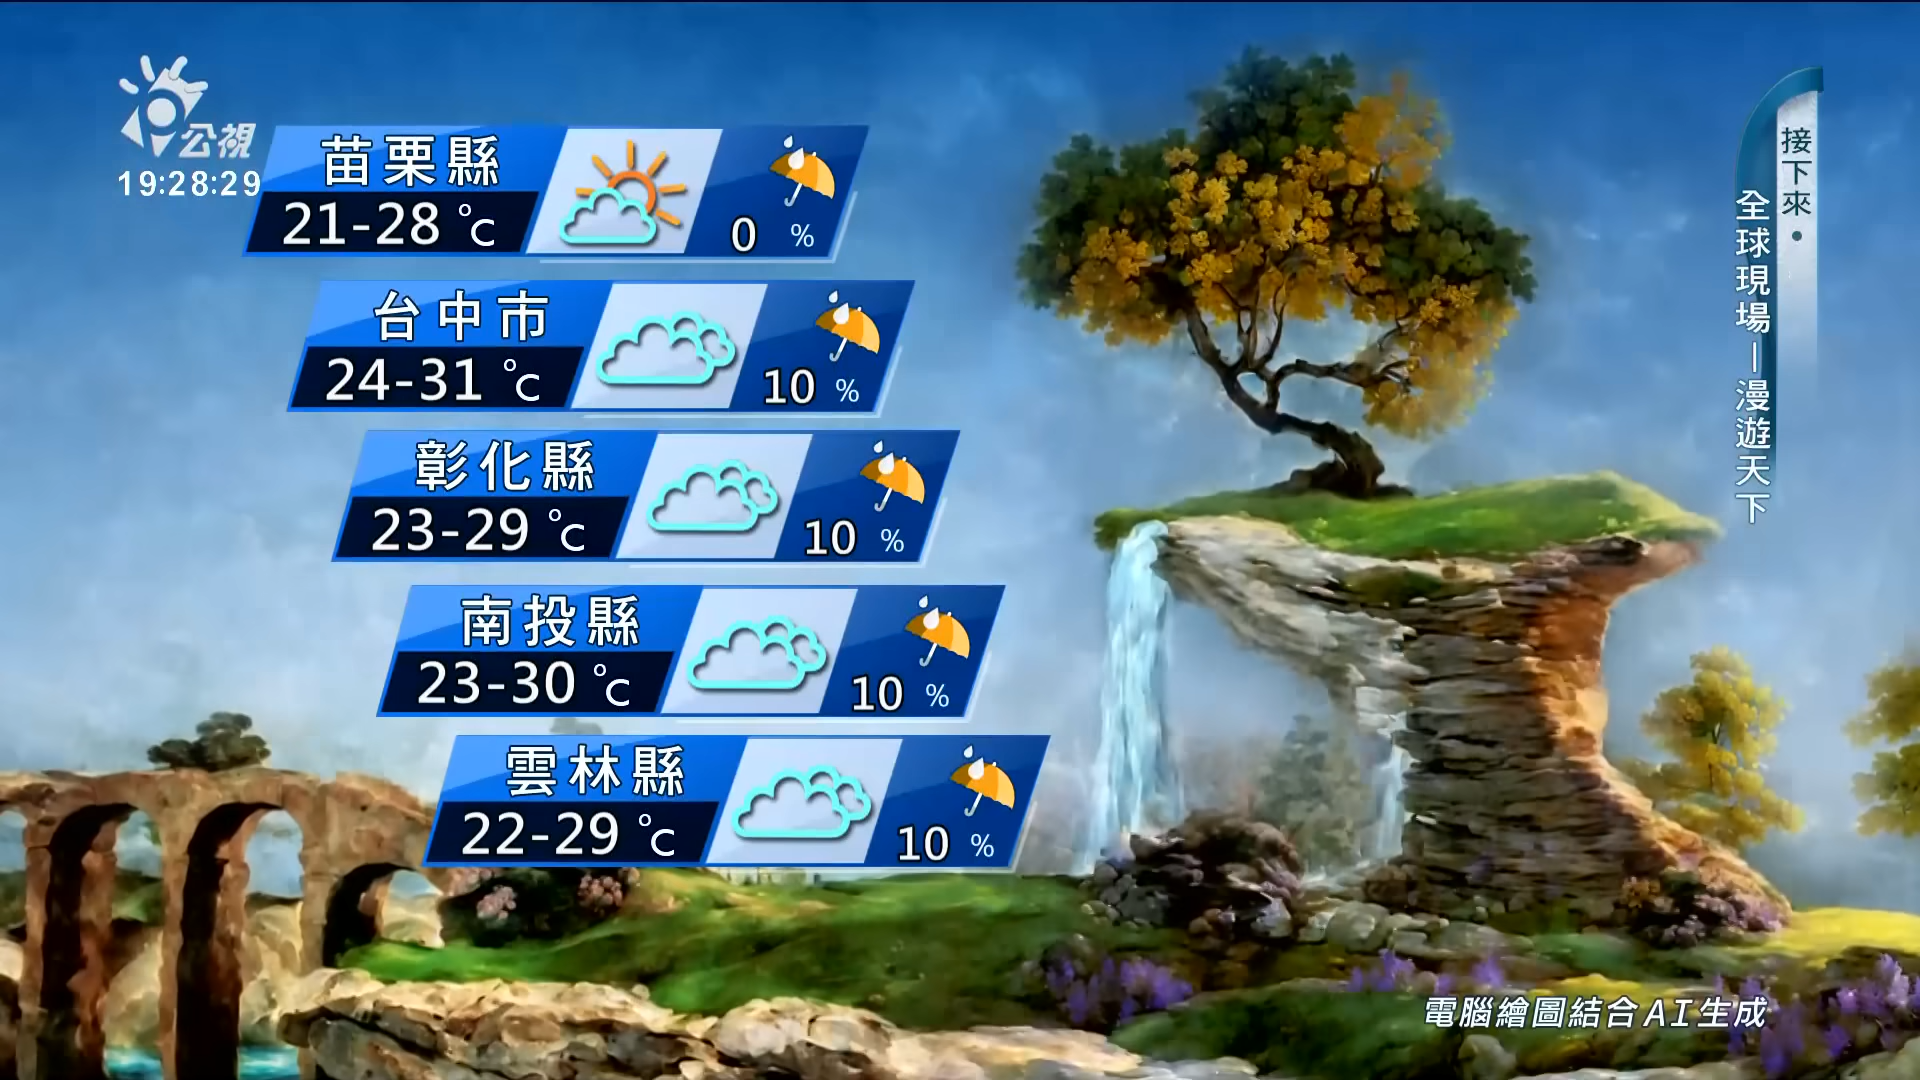 公視
19:28:29
苗栗縣
21-28 ℃
0 %
台中市
24-31 ℃
10 %
彰化縣
23-29 ℃
10 %
南投縣
23-30 ℃
10 %
雲林縣
22-29 ℃
10 %
接下來・
全球現場－漫遊天下
電腦繪圖結合AI生成